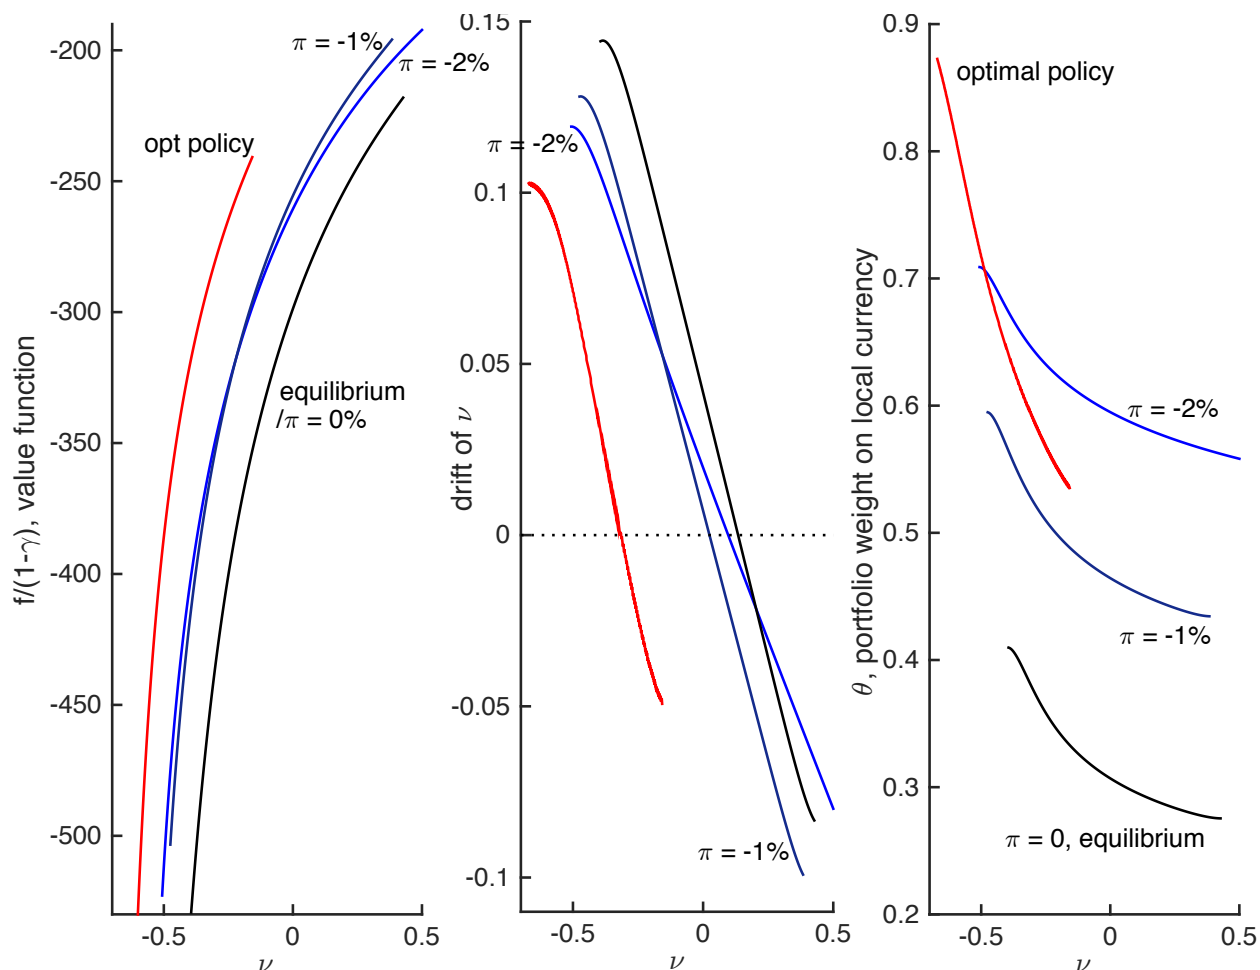 f/(1-γ), value function
-200
-250
-300
-350
-400
-450
-500
π = -1%
π = -2%
opt policy
equilibrium
/π = 0%
-0.5
0
0.5
ν
drift of ν
0.15
0.1
0.05
0
-0.05
-0.1
π = -2%
π = -1%
-0.5
0
0.5
ν
θ, portfolio weight on local currency
0.9
0.8
0.7
0.6
0.5
0.4
0.3
0.2
optimal policy
π = -2%
π = -1%
π = 0, equilibrium
-0.5
0
0.5
ν